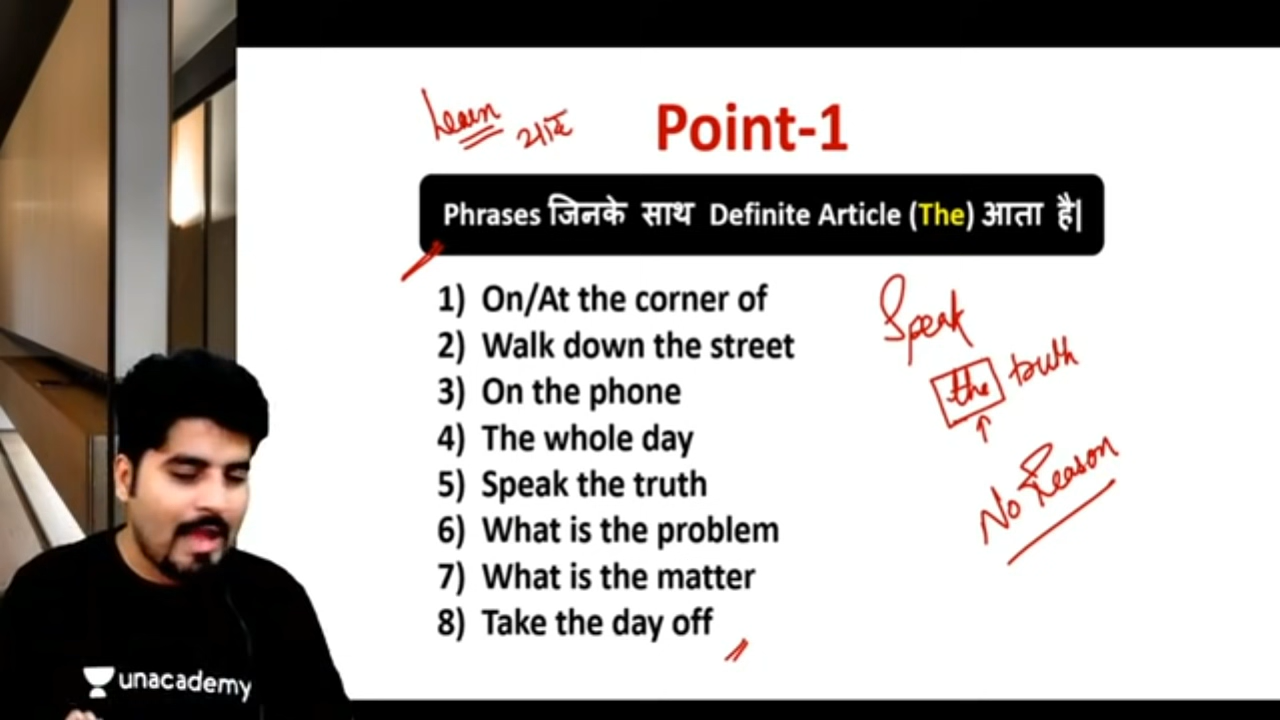 Learn याद
Point-1
Phrases जिनके साथ Definite Article (The) आता है|
1) On/At the corner of
2) Walk down the street
3) On the phone
4) The whole day
5) Speak the truth
6) What is the problem
7) What is the matter
8) Take the day off
Speak
the truth
No Reason
unacademy